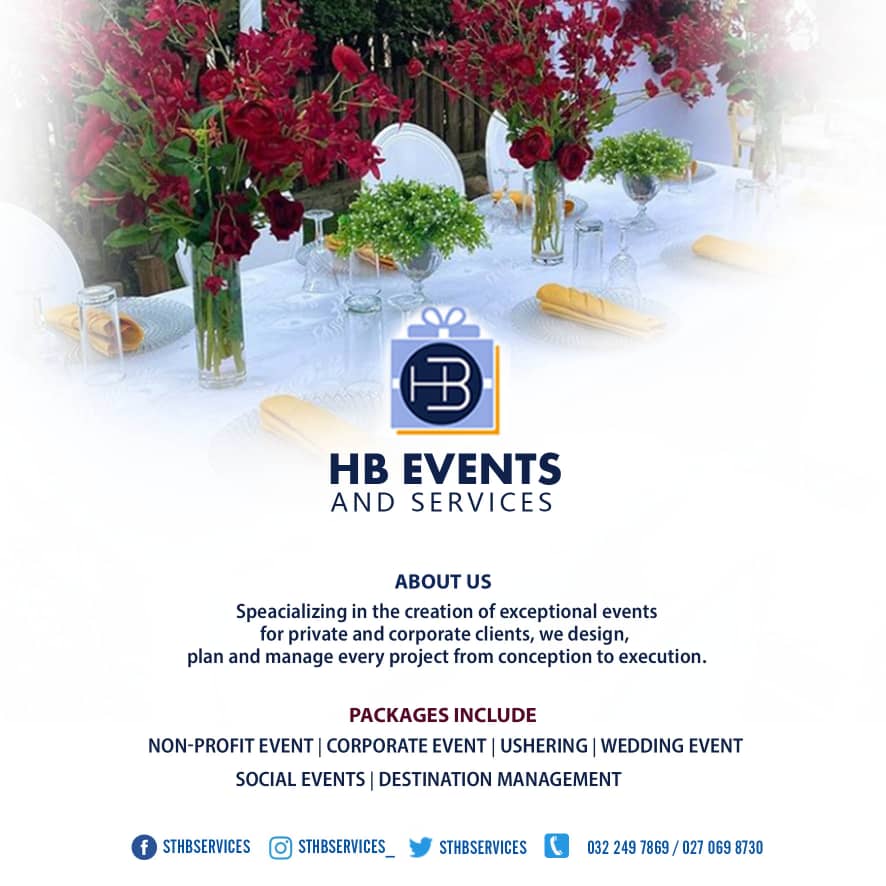 HB
HB EVENTS
AND SERVICES
ABOUT US
Speacializing in the creation of exceptional events
for private and corporate clients, we design,
plan and manage every project from conception to execution.
PACKAGES INCLUDE
NON-PROFIT EVENT | CORPORATE EVENT | USHERING | WEDDING EVENT
SOCIAL EVENTS | DESTINATION MANAGEMENT
STHBSERVICES STHBSERVICES_ STHBSERVICES 032 249 7869 / 027 069 8730